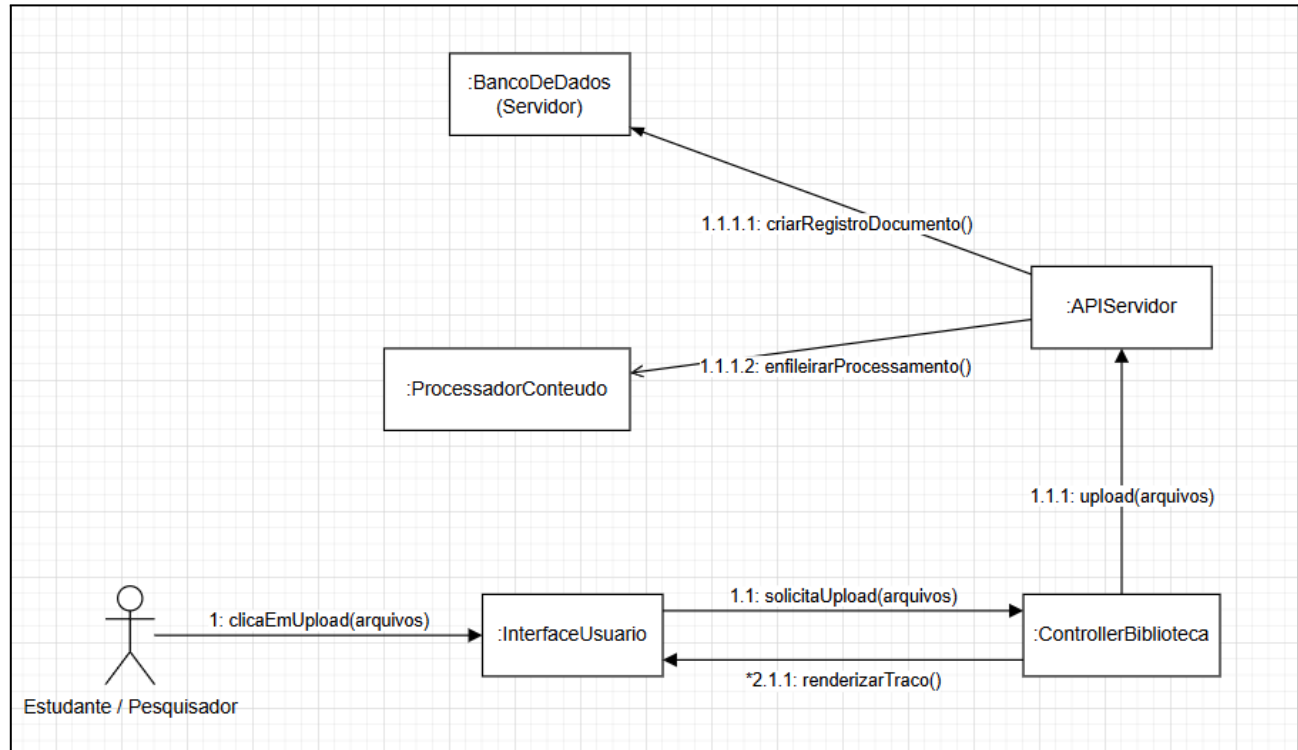 :BancoDeDados
(Servidor)
1.1.1.1: criarRegistroDocumento()
:APIServidor
1.1.1.2: enfileirarProcessamento()
:ProcessadorConteudo
1.1.1: upload(arquivos)
1: clicaEmUpload(arquivos)
:InterfaceUsuario
1.1: solicitaUpload(arquivos)
:ControllerBiblioteca
*2.1.1: renderizarTraco()
Estudante / Pesquisador